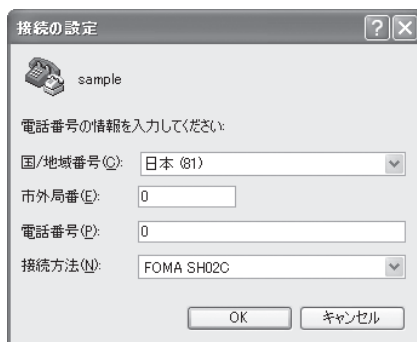 接続の設定
sample
電話番号の情報を入力してください:
国/地域番号(C): 日本 (81)
市外局番(E): 0
電話番号(P): 0
接続方法(N): FOMA SH02C
OK キャンセル